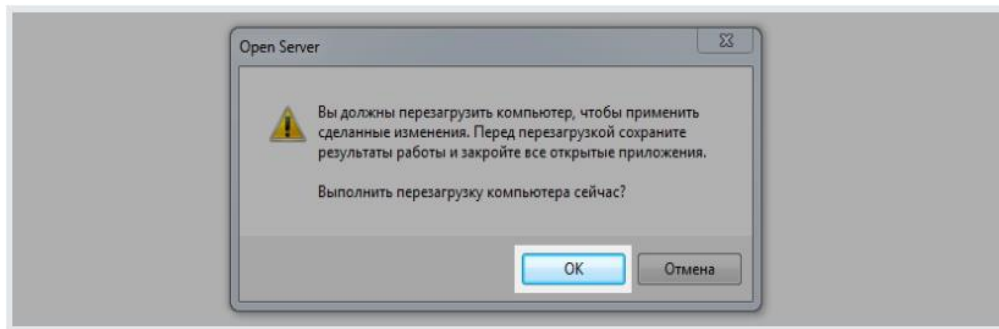 Open Server
Вы должны перезагрузить компьютер, чтобы применить
сделанные изменения. Перед перезагрузкой сохраните
результаты работы и закройте все открытые приложения.
Выполнить перезагрузку компьютера сейчас?
OK
Отмена